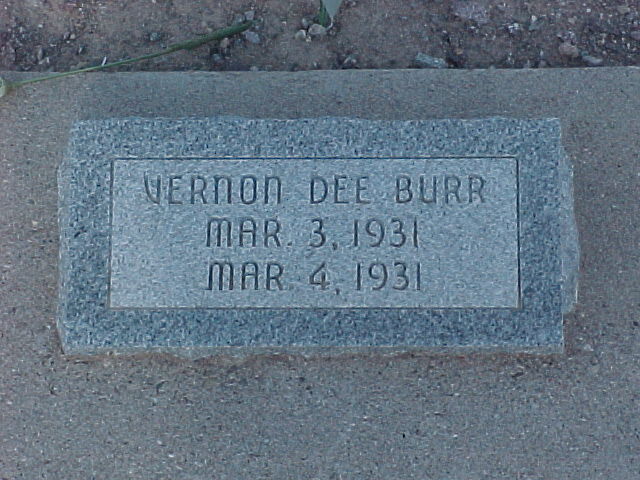 VERNON DEE BURR
MAR. 3, 1931
MAR. 4, 1931